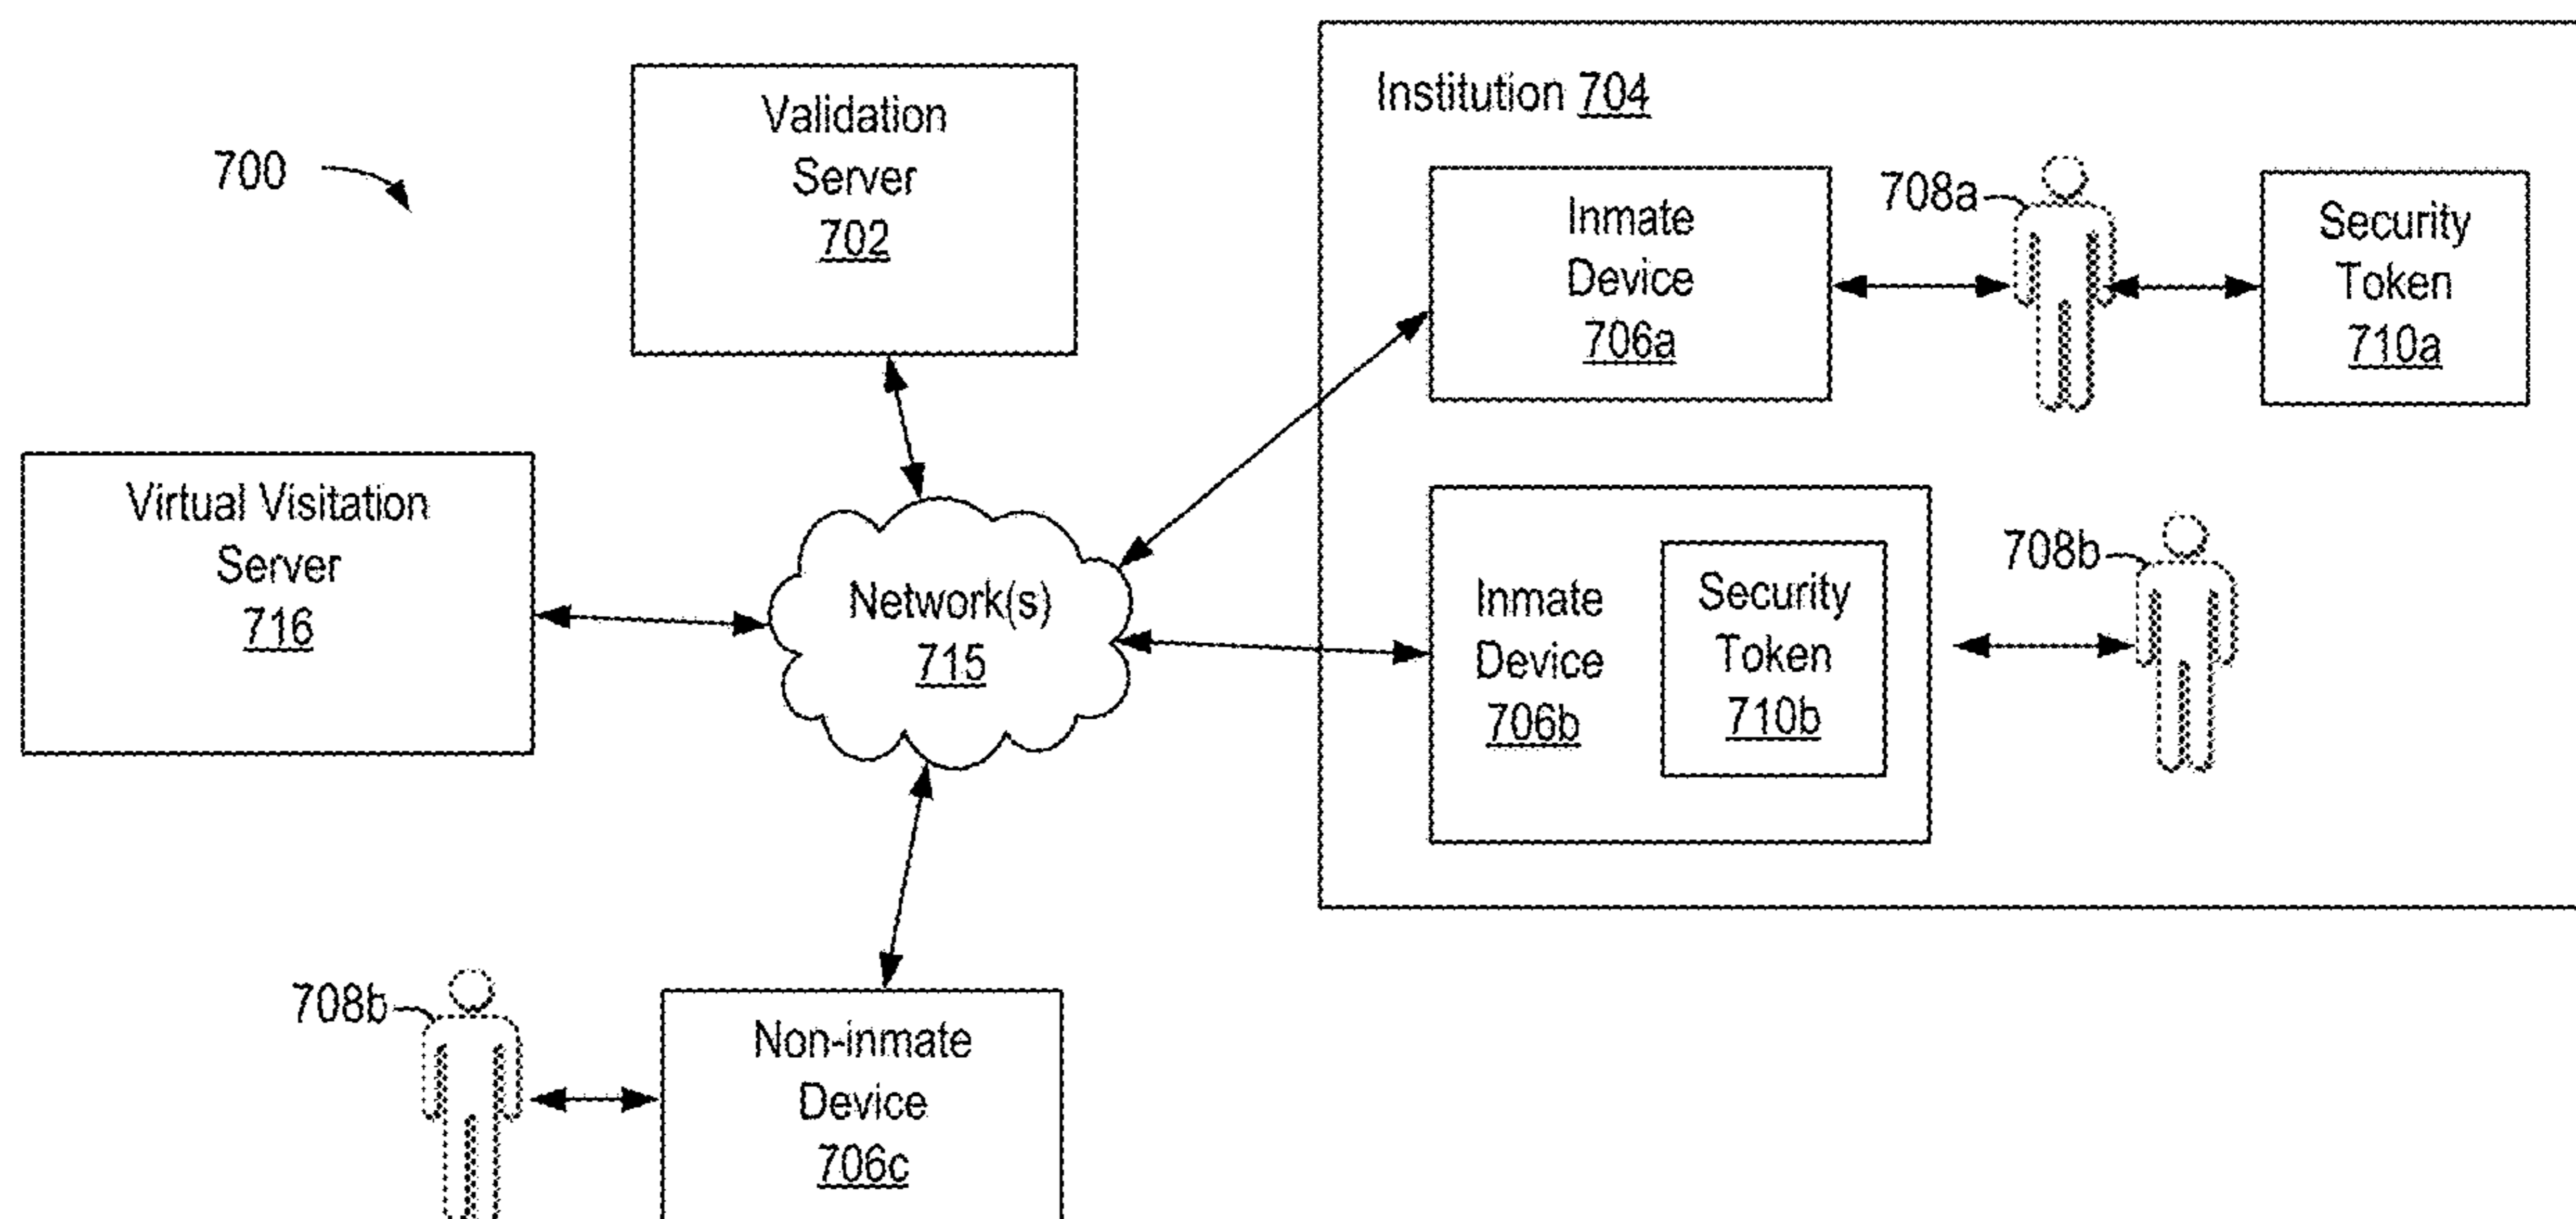 700
Validation
Server
702
Institution 704
Inmate
Device
706a
708a
Security
Token
710a
Virtual Visitation
Server
716
Network(s)
715
Inmate
Device
706b
Security
Token
710b
708b
708b
Non-inmate
Device
706c